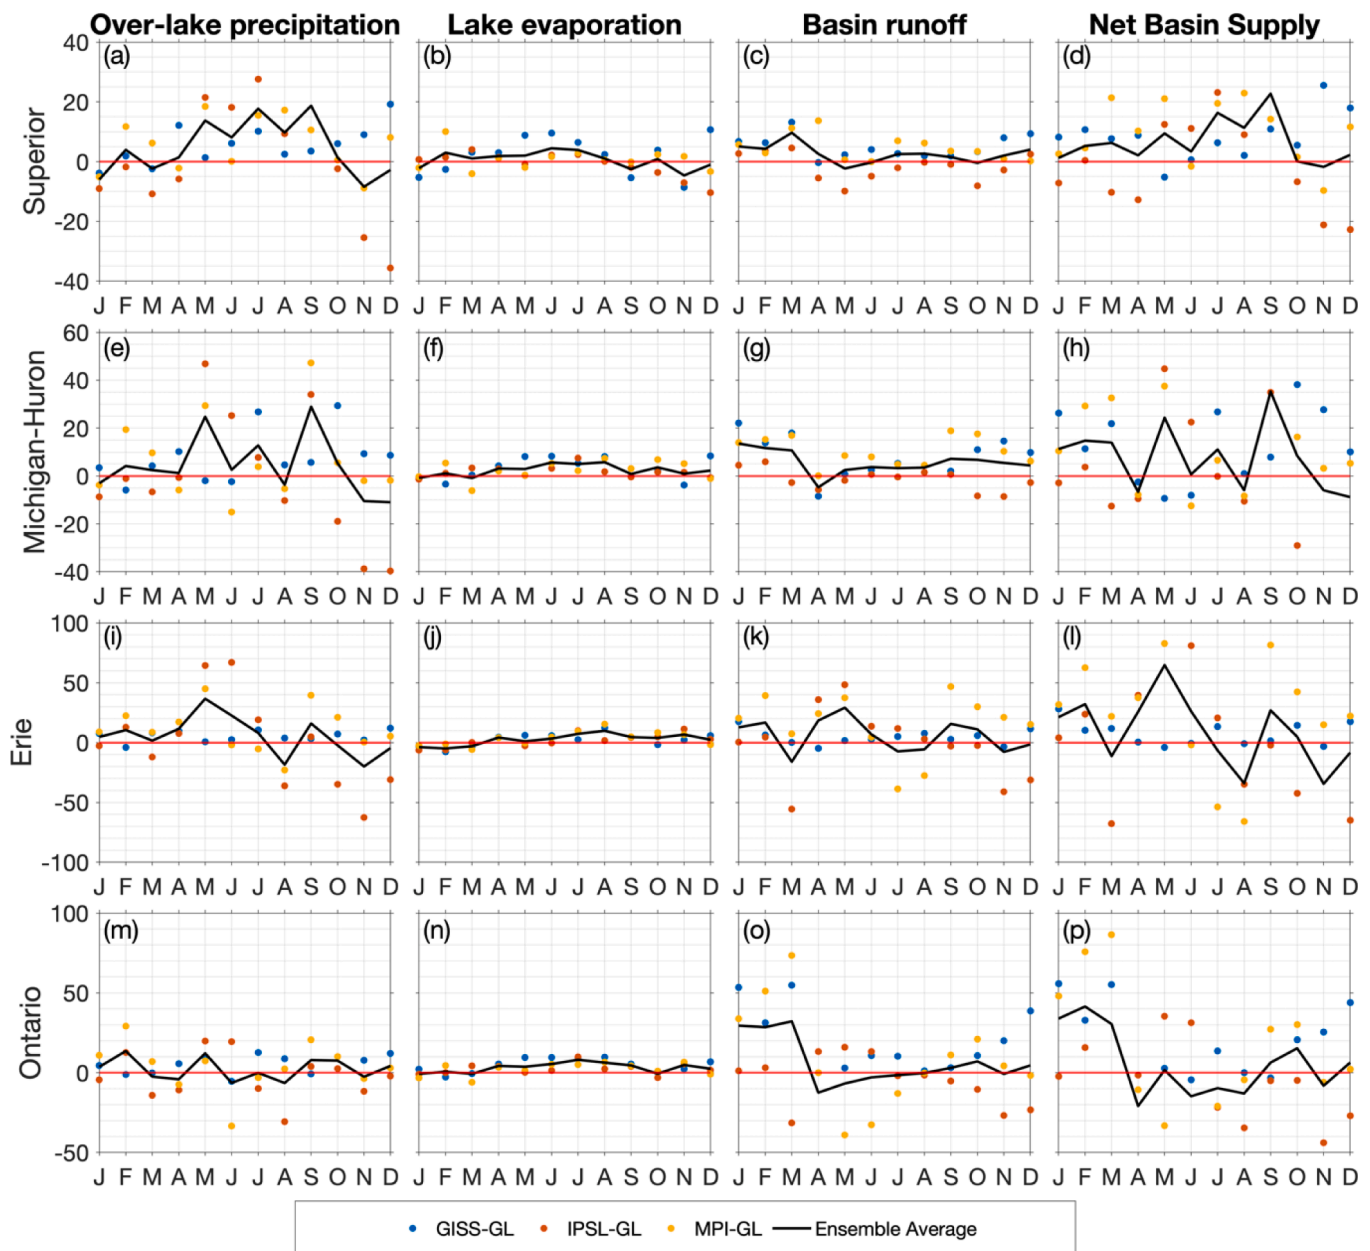 Over-lake precipitation Lake evaporation Basin runoff Net Basin Supply
Superior
40
20
0
-20
-40
(a) (b) (c) (d)
J F M A M J J A S O N D J F M A M J J A S O N D J F M A M J J A S O N D J F M A M J J A S O N D
Michigan-Huron
60
40
20
0
-20
-40
(e) (f) (g) (h)
J F M A M J J A S O N D J F M A M J J A S O N D J F M A M J J A S O N D J F M A M J J A S O N D
Erie
100
50
0
-50
-100
(i) (j) (k) (l)
J F M A M J J A S O N D J F M A M J J A S O N D J F M A M J J A S O N D J F M A M J J A S O N D
Ontario
100
50
0
-50
(m) (n) (o) (p)
J F M A M J J A S O N D J F M A M J J A S O N D J F M A M J J A S O N D J F M A M J J A S O N D
GISS-GL IPSL-GL MPI-GL Ensemble Average